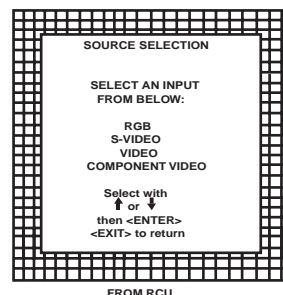 SOURCE SELECTION
SELECT AN INPUT
FROM BELOW:
RGB
S-VIDEO
VIDEO
COMPONENT VIDEO
Select with
or
then <ENTER>
<EXIT> to return
FROM RCU